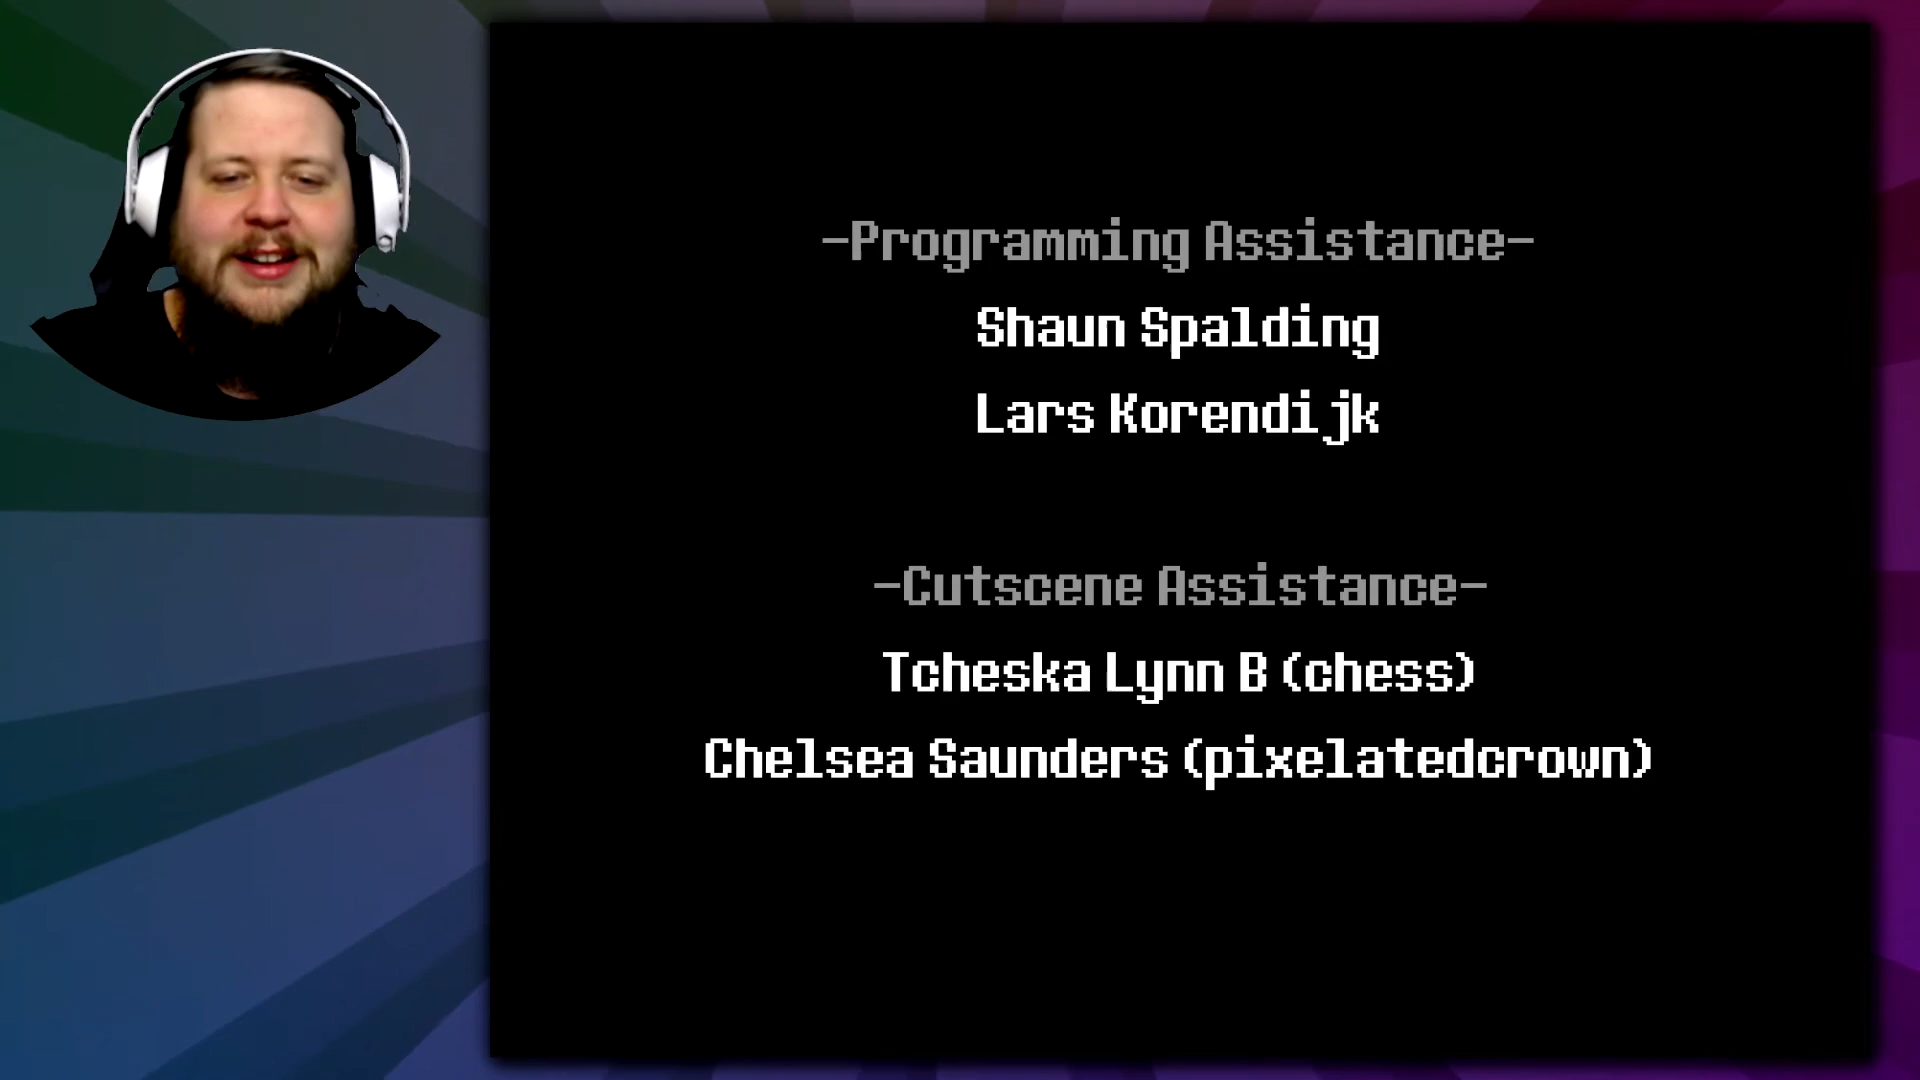 -Programming Assistance-
Shaun Spalding
Lars Korendijk
-Cutscene Assistance-
Tcheska Lynn B (chess)
Chelsea Saunders (pixelatedcrown)